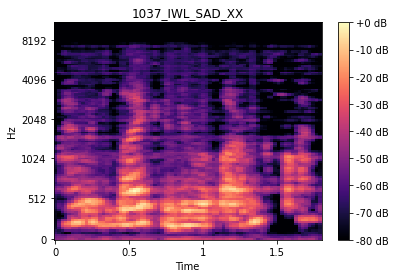 1037_IWL_SAD_XX
+0 dB
8192
-10 dB
4096
-20 dB
-30 dB
2048
Hz
-40 dB
1024
-50 dB
512
-60 dB
-70 dB
0
-80 dB
0
0.5
1
1.5
Time